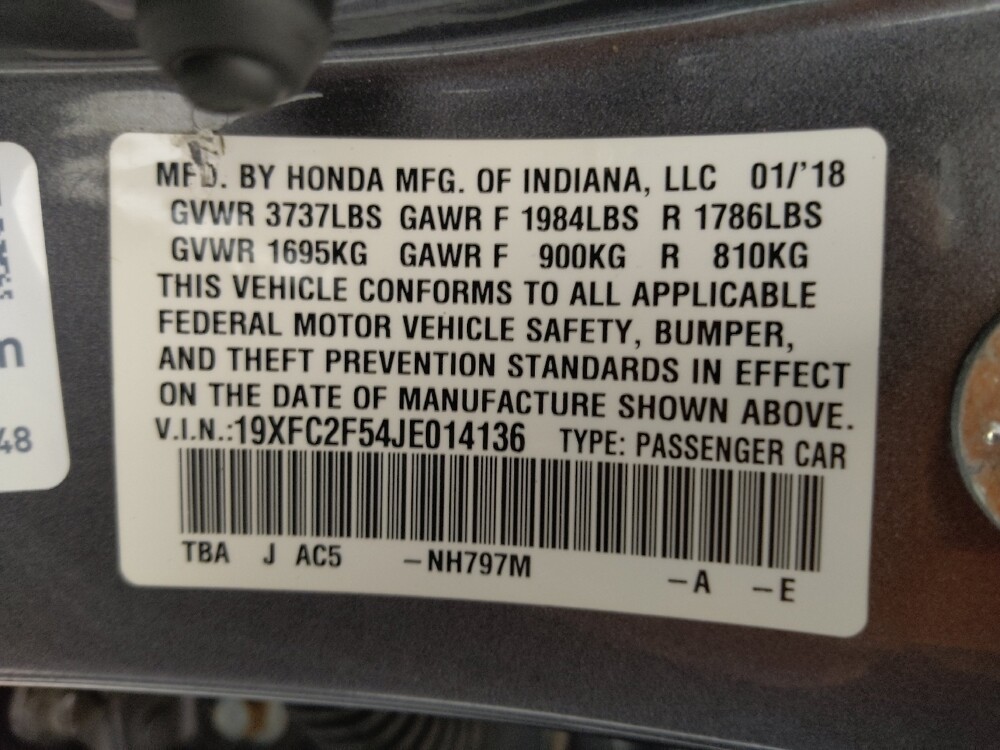 MFD. BY HONDA MFG. OF INDIANA, LLC 01/'18
GVWR 3737LBS GAWR F 1984LBS R 1786LBS
GVWR 1695KG GAWR F 900KG R 810KG
THIS VEHICLE CONFORMS TO ALL APPLICABLE
FEDERAL MOTOR VEHICLE SAFETY, BUMPER,
AND THEFT PREVENTION STANDARDS IN EFFECT
ON THE DATE OF MANUFACTURE SHOWN ABOVE.
V.I.N.:19XFC2F54JE014136 TYPE: PASSENGER CAR
TBA J AC5 -NH797M -A -E
48